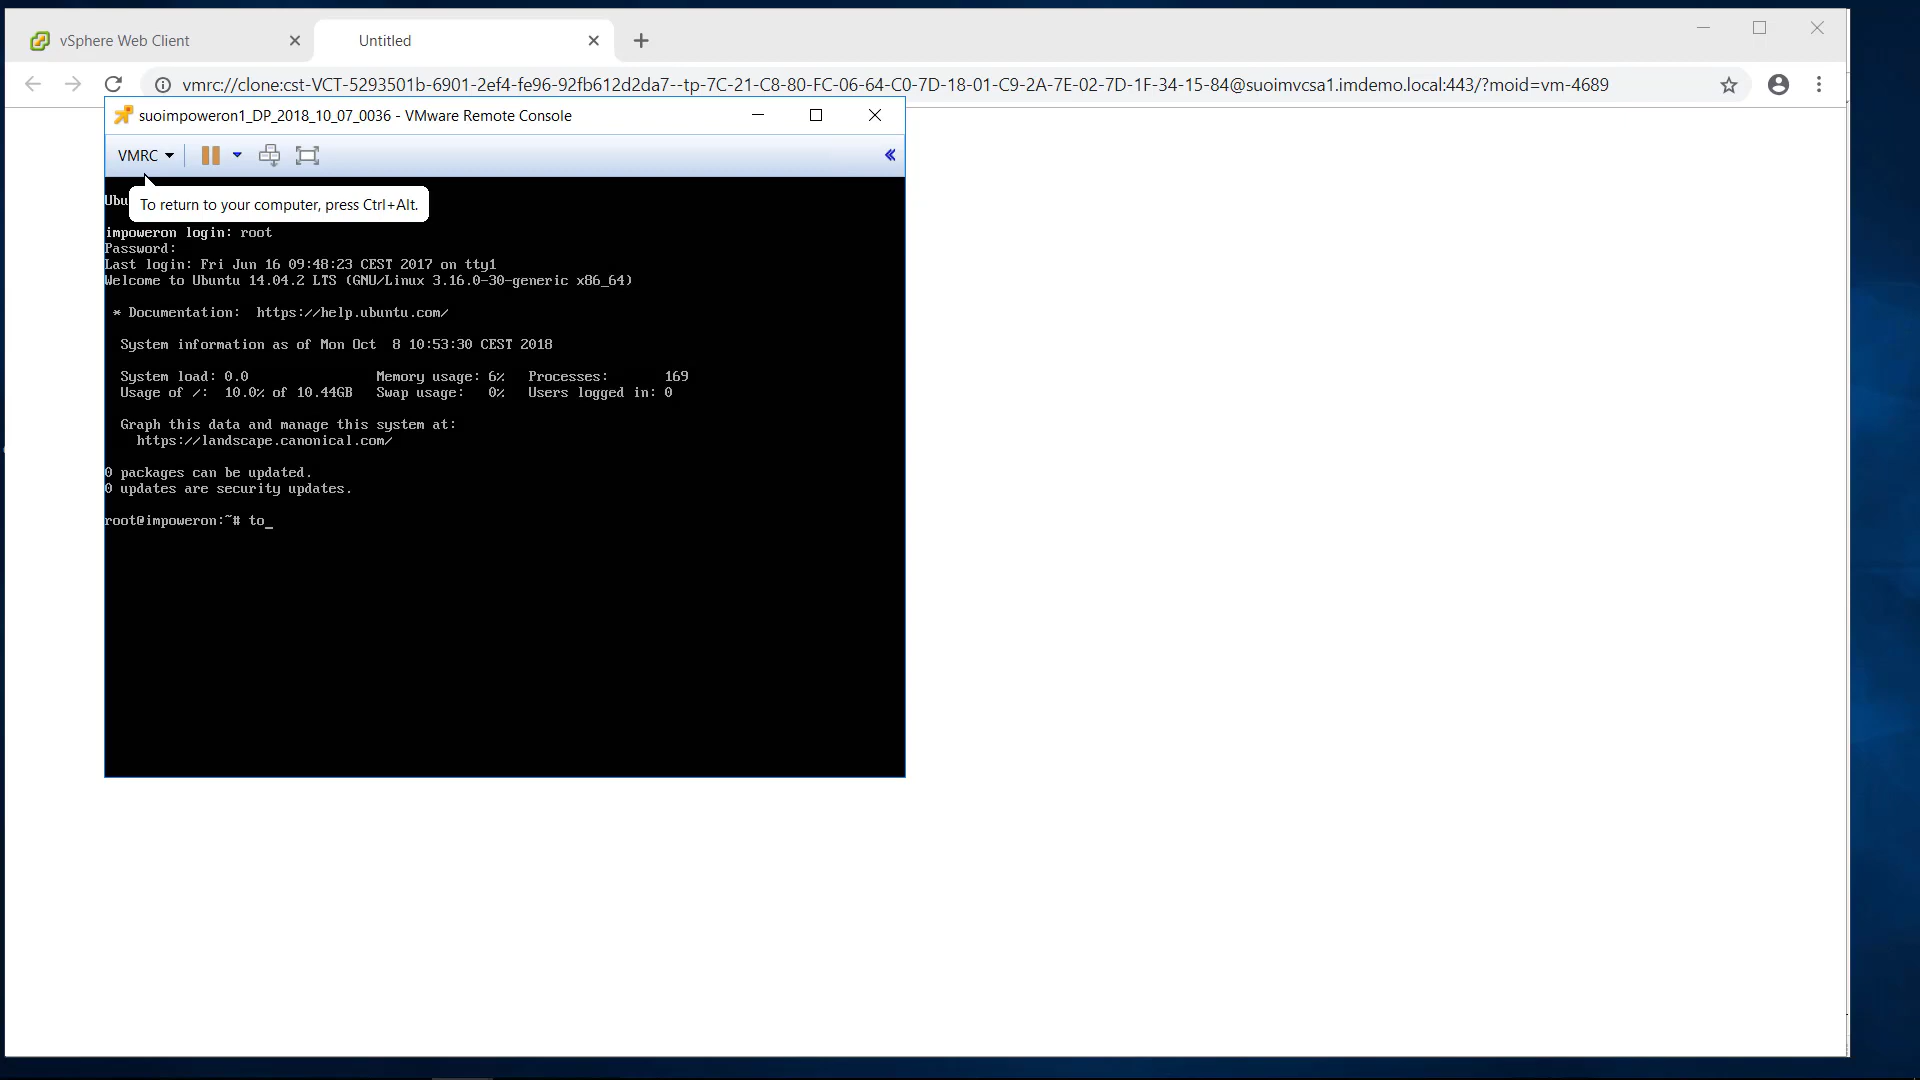 vSphere Web Client
Untitled
vmrc://clone:cst-VCT-5293501b-6901-2ef4-fe96-92fb612d2da7--tp-7C-21-C8-80-FC-06-64-C0-7D-18-01-C9-2A-7E-02-7D-1F-34-15-84@suoimvcsa1.imdemo.local:443/?moid=vm-4689
suoimpoweron1_DP_2018_10_07_0036 - VMware Remote Console
VMRC
Ubu
To return to your computer, press Ctrl+Alt.
impoweron login: root
Password:
Last login: Fri Jun 16 09:48:23 CEST 2017 on tty1
Welcome to Ubuntu 14.04.2 LTS (GNU/Linux 3.16.0-30-generic x86_64)
* Documentation:  https://help.ubuntu.com/
System information as of Mon Oct  8 10:53:30 CEST 2018
System load: 0.0 Memory usage: 6% Processes: 169
Usage of /: 10.0% of 10.44GB Swap usage: 0% Users logged in: 0
Graph this data and manage this system at:
https://landscape.canonical.com/
0 packages can be updated.
0 updates are security updates.
root@impoweron:~# to_